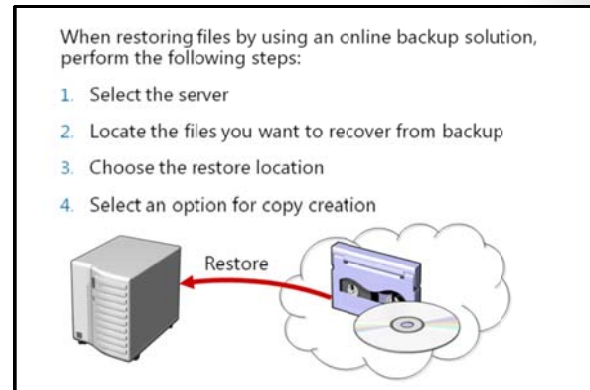 When restoring files by using an online backup solution,
perform the following steps:
1. Select the server
2. Locate the files you want to recover from backup
3. Choose the restore location
4. Select an option for copy creation
Restore